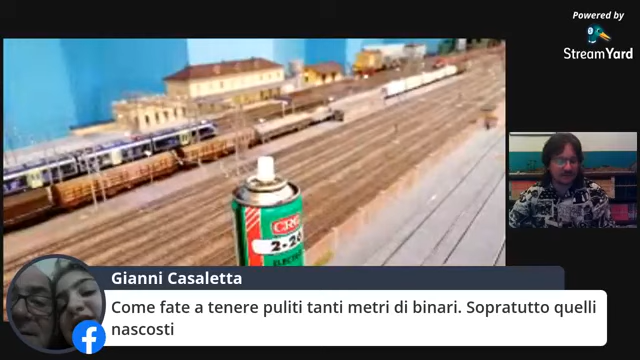 Powered by
StreamYard
CRC
2-26
Gianni Casaletta
Come fate a tenere puliti tanti metri di binari. Sopratutto quelli
nascosti